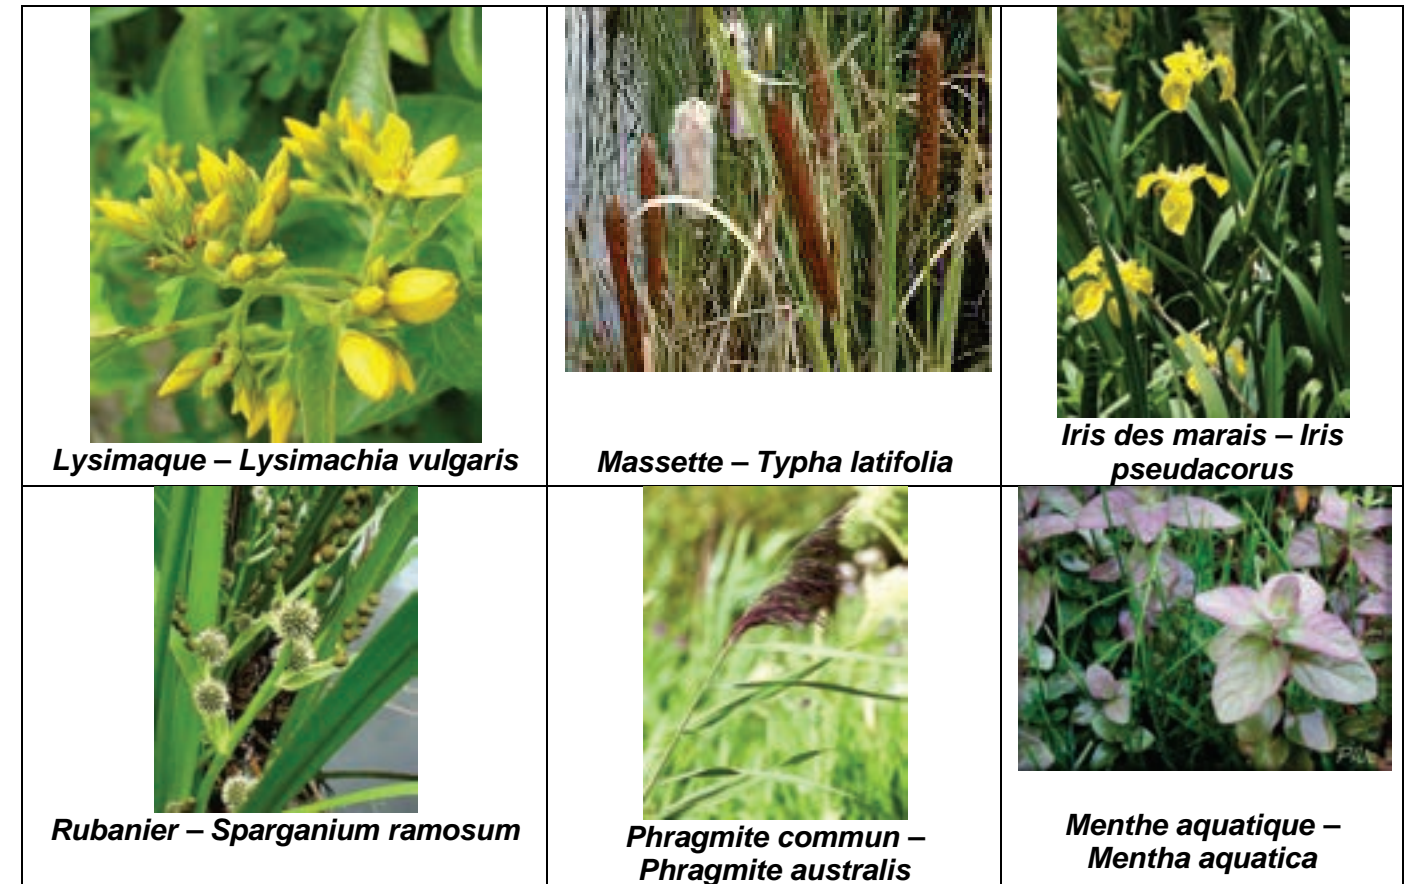 Lysimaque – Lysimachia vulgaris
Massette – Typha latifolia
Iris des marais – Iris
pseudacorus
Rubanier – Sparganium ramosum
Phragmite commun –
Phragmite australis
Menthe aquatique –
Mentha aquatica